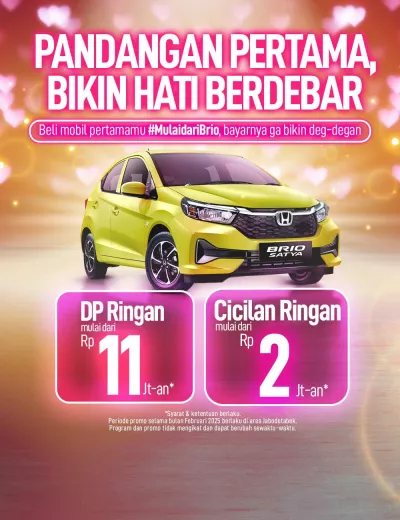 PANDANGAN PERTAMA,
BIKIN HATI BERDEBAR
Beli mobil pertamamu #MulaidariBrio, bayarnya ga bikin deg-degan
BRIO
SATYA
DP Ringan
mulai dari
Rp 11 Jt-an*
Cicilan Ringan
mulai dari
Rp 2 Jt-an*
*Syarat & ketentuan berlaku.
Periode promo selama bulan Februari 2025 berlaku di area Jabodetabek.
Program dan promo tidak mengikat dan dapat berubah sewaktu-waktu.